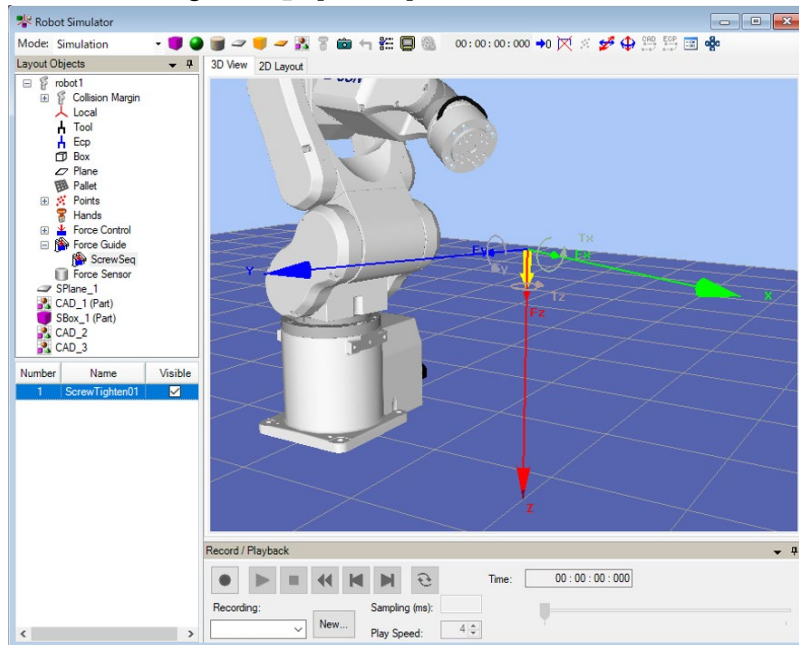 Robot Simulator
Mode: Simulation 00 : 00 : 00 : 000
Layout Objects
3D View 2D Layout
robot1
Collision Margin
Local
Tool
Ecp
Box
Plane
Pallet
Points
Hands
Force Control
Force Guide
ScrewSeq
Force Sensor
SPlane_1
CAD_1 (Part)
SBox_1 (Part)
CAD_2
CAD_3
Number Name Visible
1 ScrewTighten01
Tx
Fy
Fx
Y
X
Tz
Fz
Z
Record / Playback
Time: 00 : 00 : 00 : 000
Recording: Sampling (ms):
New... Play Speed: 4